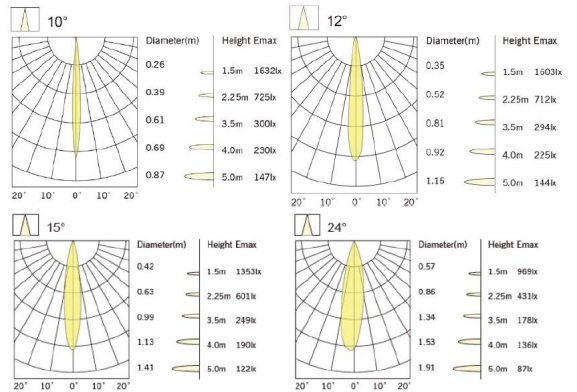 10°
Diameter(m) Height Emax
0.26 1.5m 1632lx
0.39 2.25m 725lx
0.61 3.5m 300lx
0.69 4.0m 230lx
0.87 5.0m 147lx
20° 10° 0° 10° 20°
12°
Diameter(m) Height Emax
0.35 1.5m 1603lx
0.52 2.25m 712lx
0.81 3.5m 294lx
0.92 4.0m 225lx
1.15 5.0m 144lx
20° 10° 0° 10° 20°
15°
Diameter(m) Height Emax
0.42 1.5m 1353lx
0.63 2.25m 601lx
0.99 3.5m 249lx
1.13 4.0m 190lx
1.41 5.0m 122lx
20° 10° 0° 10° 20°
24°
Diameter(m) Height Emax
0.57 1.5m 969lx
0.86 2.25m 431lx
1.34 3.5m 178lx
1.53 4.0m 136lx
1.91 5.0m 87lx
20° 10° 0° 10° 20°